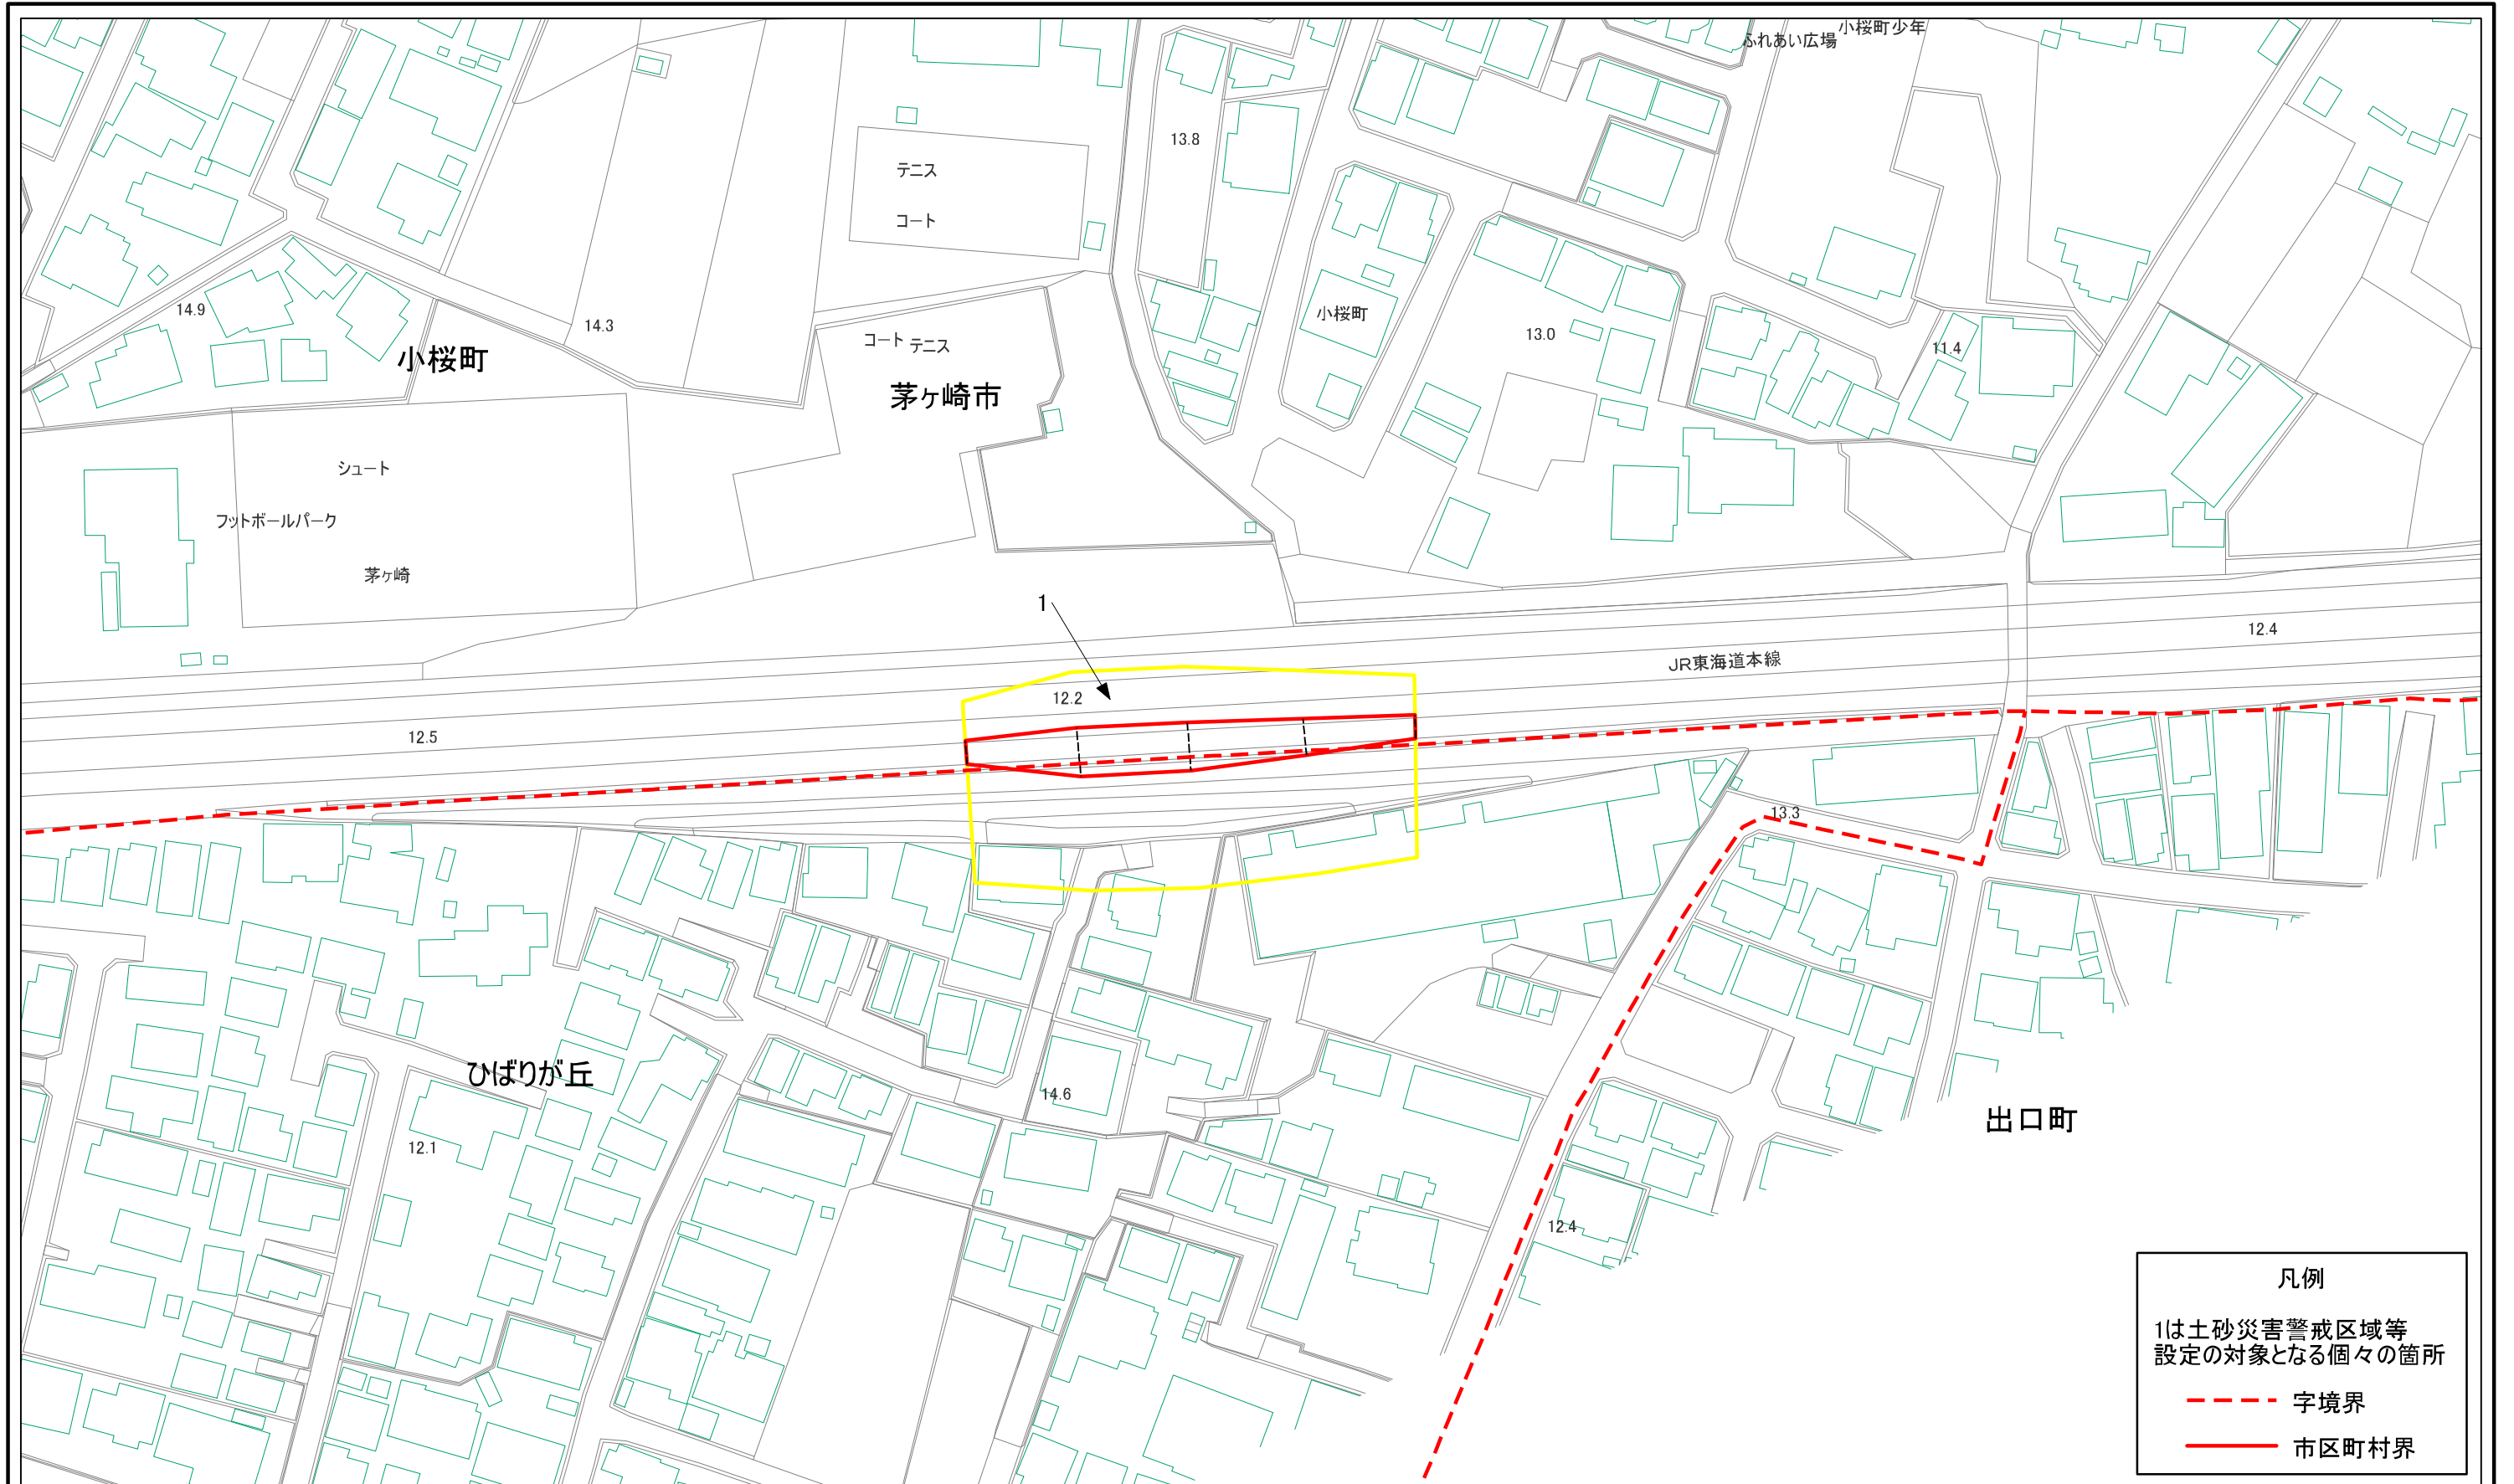 小桜町少年
ふれあい広場
13.8
テニス
コート
14.9
14.3
小桜町
小桜町
13.0
11.4
コート テニス
茅ヶ崎市
シュート
フットボールパーク
茅ヶ崎
1
12.4
JR東海道本線
12.2
12.5
13.3
ひばりが丘
14.6
出口町
12.1
12.4
凡例
1は土砂災害警戒区域等
設定の対象となる個々の箇所
字境界
市区町村界